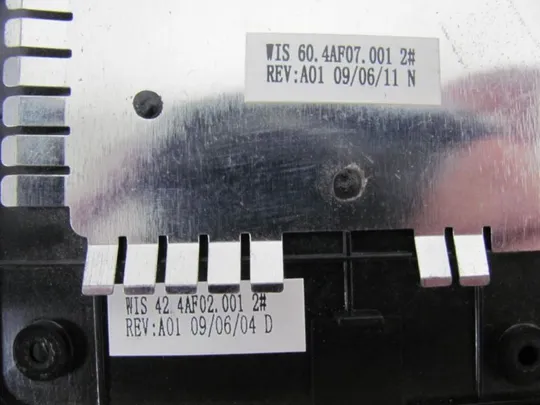 WIS 60.4AF07.001 2#
REV:A01 09/06/11 N
WIS 42.4AF02.001 2#
REV:A01 09/06/04 D